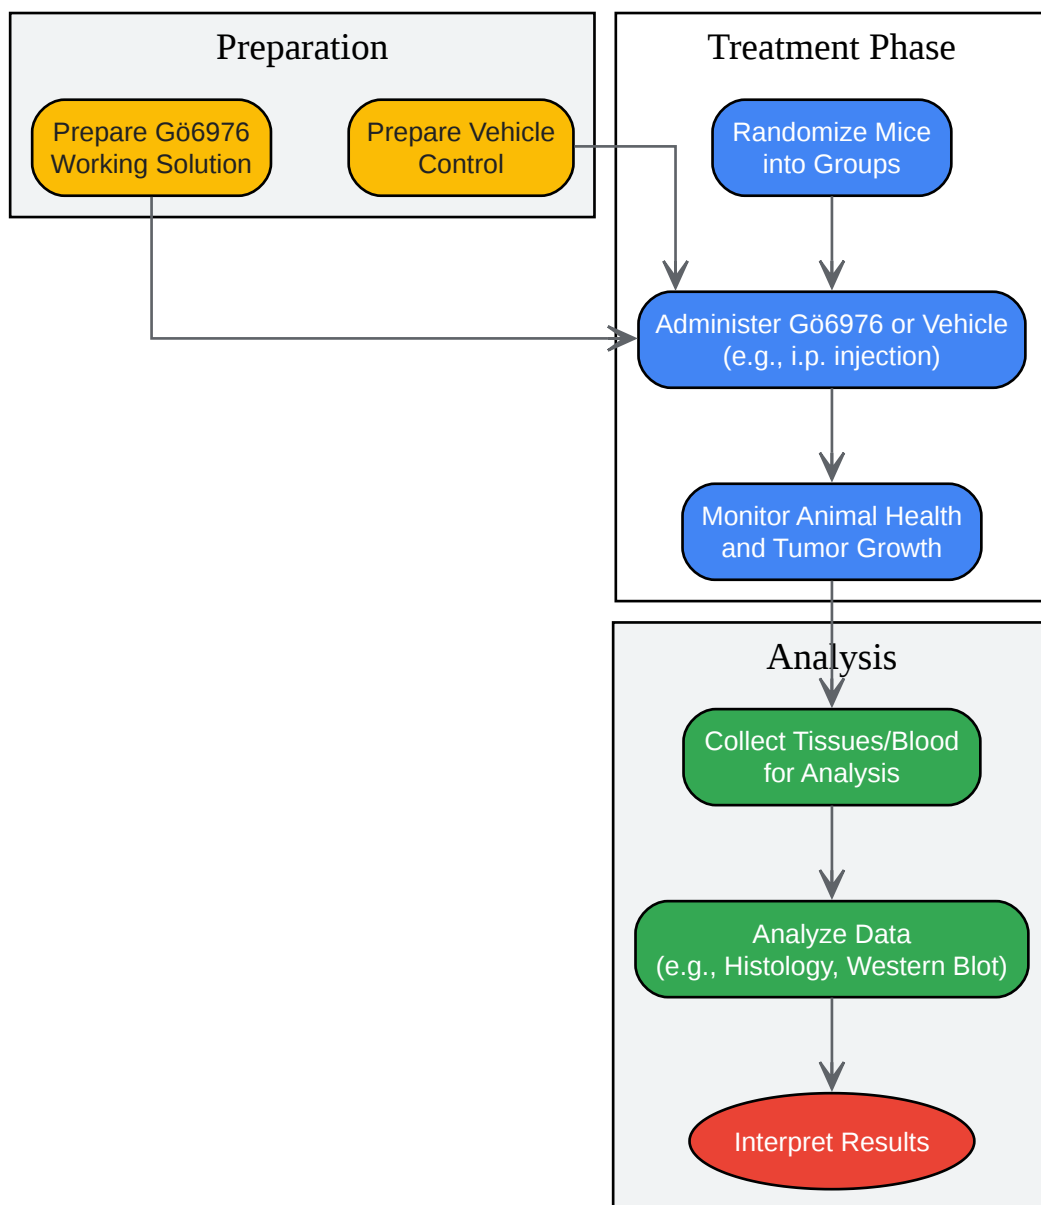 Preparation
Prepare Gö6976
Working Solution
Prepare Vehicle
Control
Treatment Phase
Randomize Mice
into Groups
Administer Gö6976 or Vehicle
(e.g., i.p. injection)
Monitor Animal Health
and Tumor Growth
Analysis
Collect Tissues/Blood
for Analysis
Analyze Data
(e.g., Histology, Western Blot)
Interpret Results